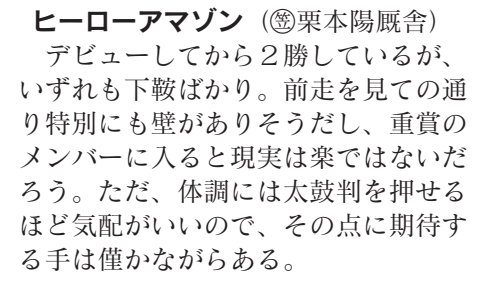 ヒーローアマゾン（㊩栗本陽厩舎）
　デビューしてから２勝しているが、
いずれも下鞍ばかり。前走を見ての通
り特別にも壁がありそうだし、重賞の
メンバーに入ると現実は楽ではないだ
ろう。ただ、体調には太鼓判を押せる
ほど気配がいいので、その点に期待す
る手は僅かながらある。